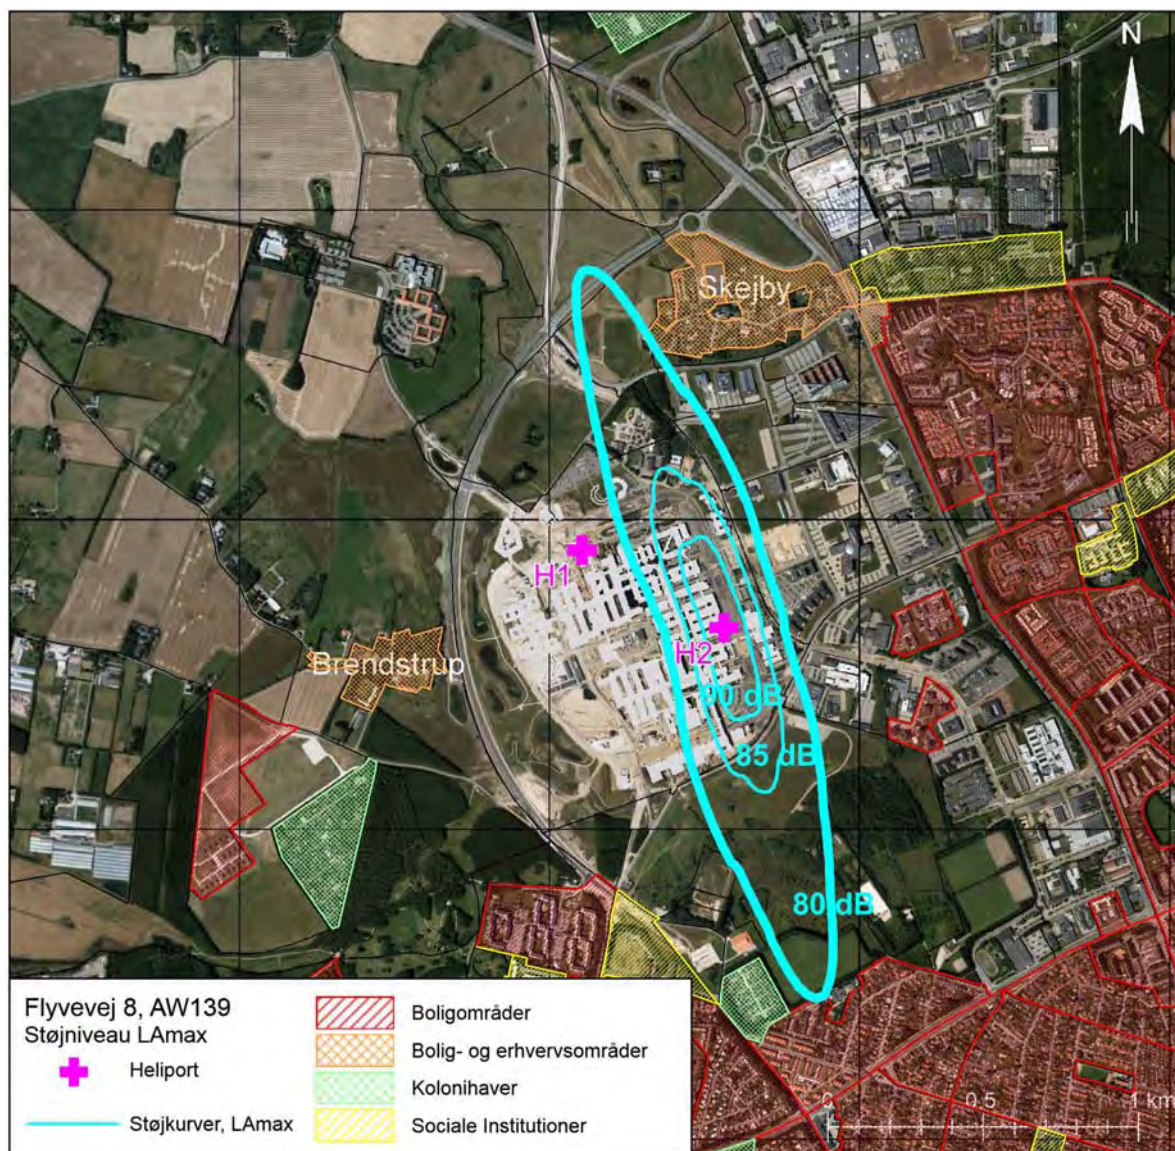 N
Skejby
H1
H2
Brendstrup
90 dB
85 dB
80 dB
Flyvevej 8, AW139
Støjniveau LAmax
Heliport
Støjkurver, LAmax
Boligområder
Bolig- og erhvervsområder
Kolonihaver
Sociale Institutioner
0 0.5 1 km